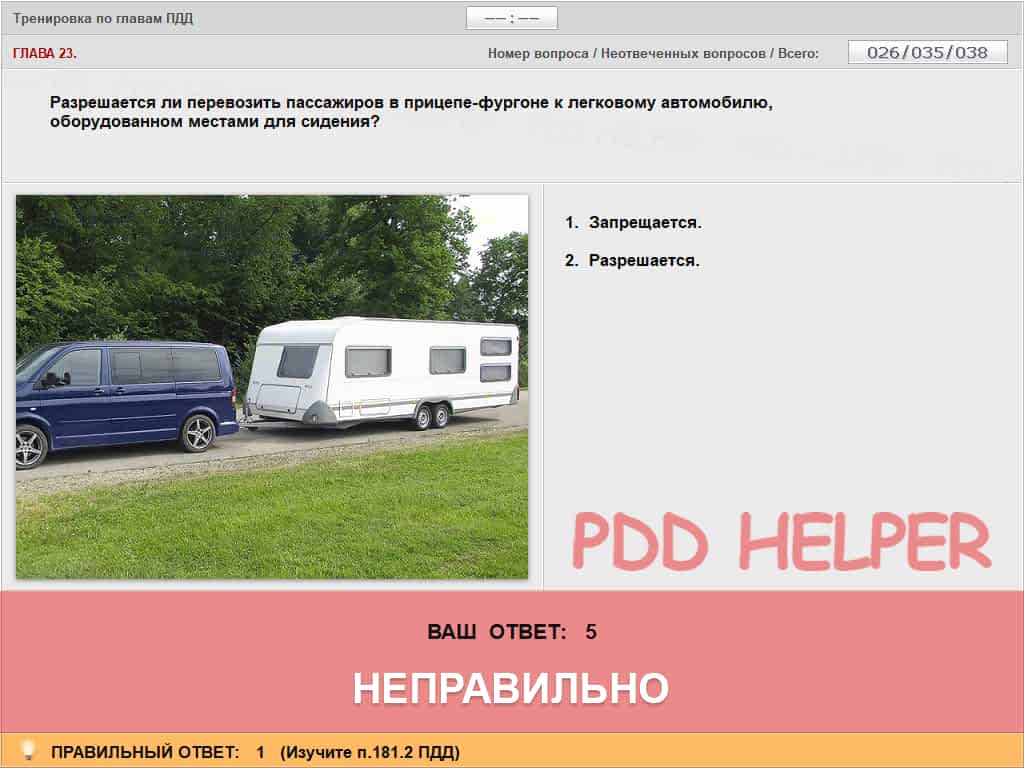 Тренировка по главам ПДД
–– : ––
ГЛАВА 23.
Номер вопроса / Неотвеченных вопросов / Всего:
026/035/038
Разрешается ли перевозить пассажиров в прицепе-фургоне к легковому автомобилю,
оборудованном местами для сидения?
1. Запрещается.
2. Разрешается.
PDD HELPER
ВАШ ОТВЕТ: 5
НЕПРАВИЛЬНО
ПРАВИЛЬНЫЙ ОТВЕТ: 1 (Изучите п.181.2 ПДД)